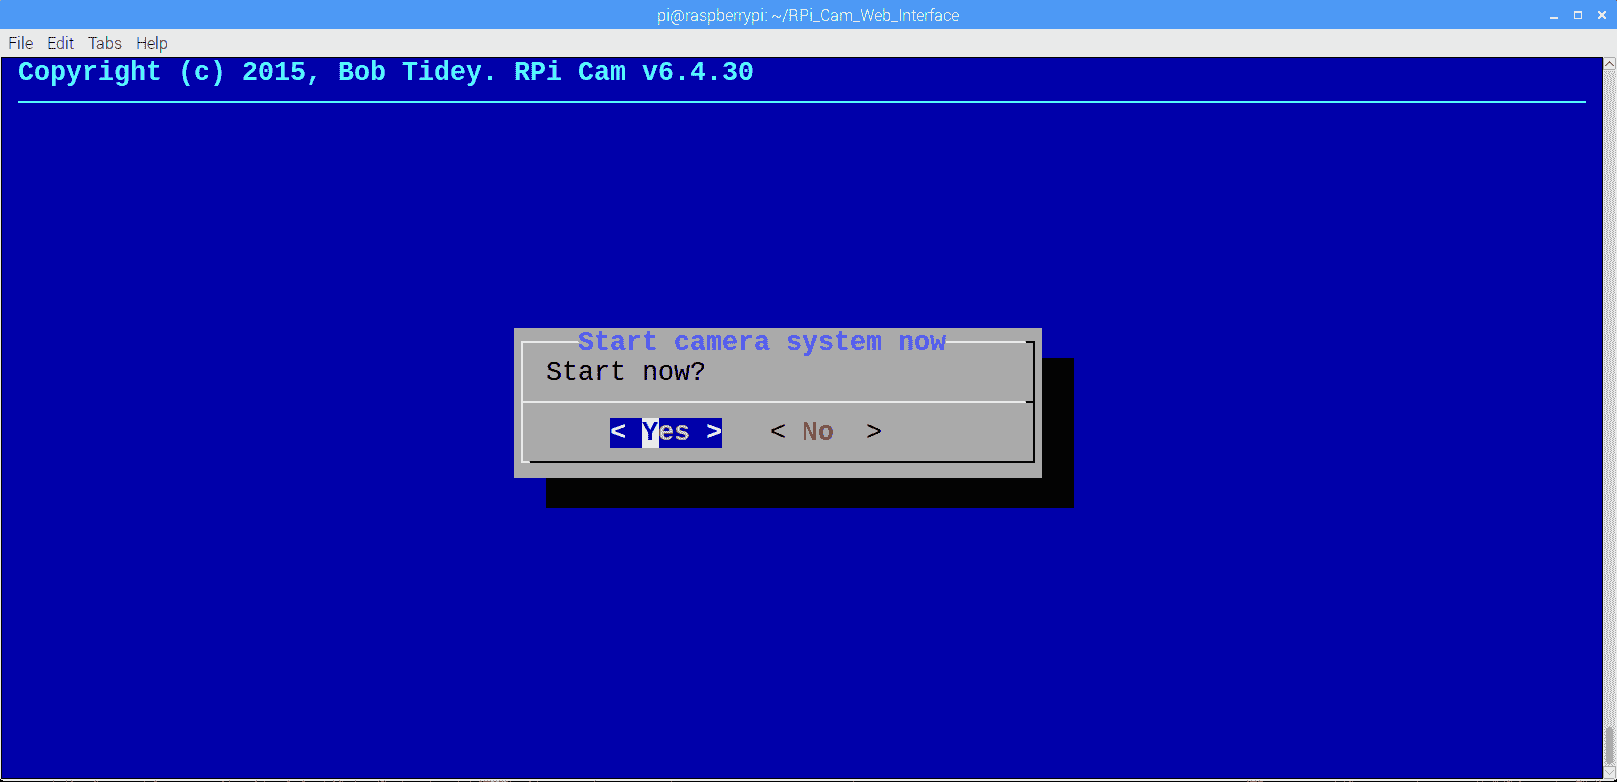 pi@raspberrypi: ~/RPi_Cam_Web_Interface
File Edit Tabs Help
Copyright (c) 2015, Bob Tidey. RPi Cam v6.4.30
Start camera system now
Start now?
< Yes > < No >